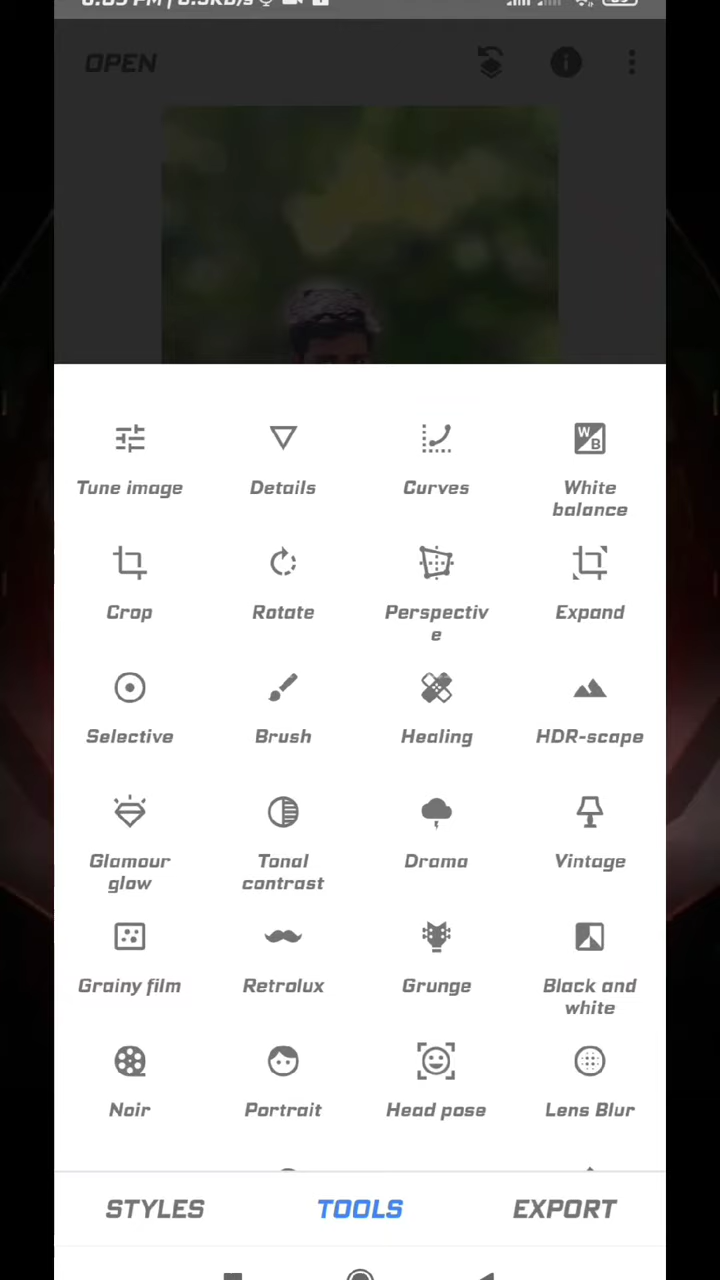 OPEN
Tune image
Details
Curves
White
balance
Crop
Rotate
Perspectiv
e
Expand
Selective
Brush
Healing
HDR-scape
Glamour
glow
Tonal
contrast
Drama
Vintage
Grainy film
Retrolux
Grunge
Black and
white
Noir
Portrait
Head pose
Lens Blur
STYLES
TOOLS
EXPORT